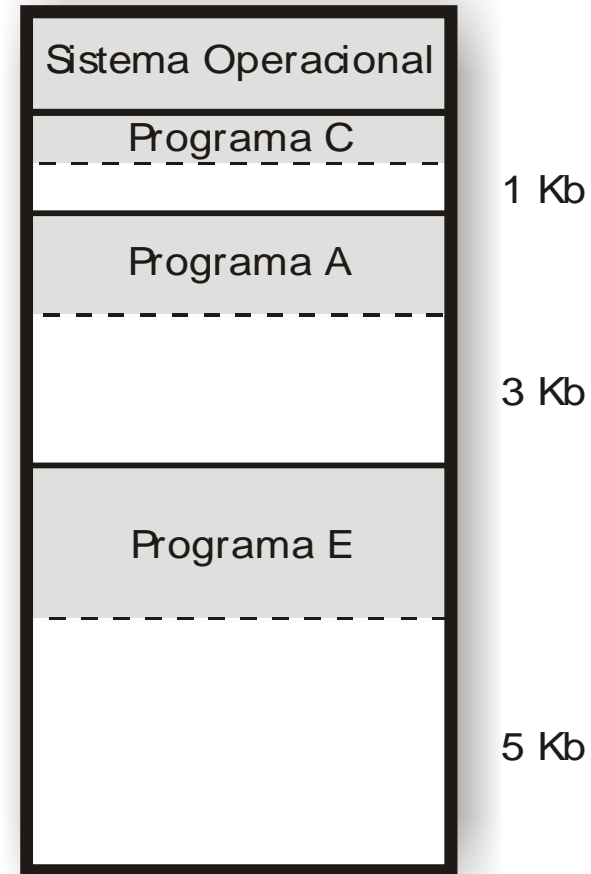 Sistema Operacional
Programa C
1 Kb
Programa A
3 Kb
Programa E
5 Kb